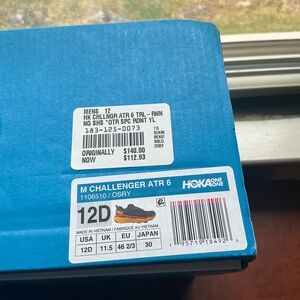 MENS 12
HK CHLLNGR ATR 6 TRL-RNN
NG SHS *OTR SPC RDNT YL
183-125-0073
ORIGINALLY $140.00
NOW $112.93
M CHALLENGER ATR 6
1106510 / OSRY
HOKA ONE ONE
12D
MADE IN VIETNAM / FABRIQUÉ AU VIETNAM
USA UK EU JAPAN
12D 11.5 46 2/3 30